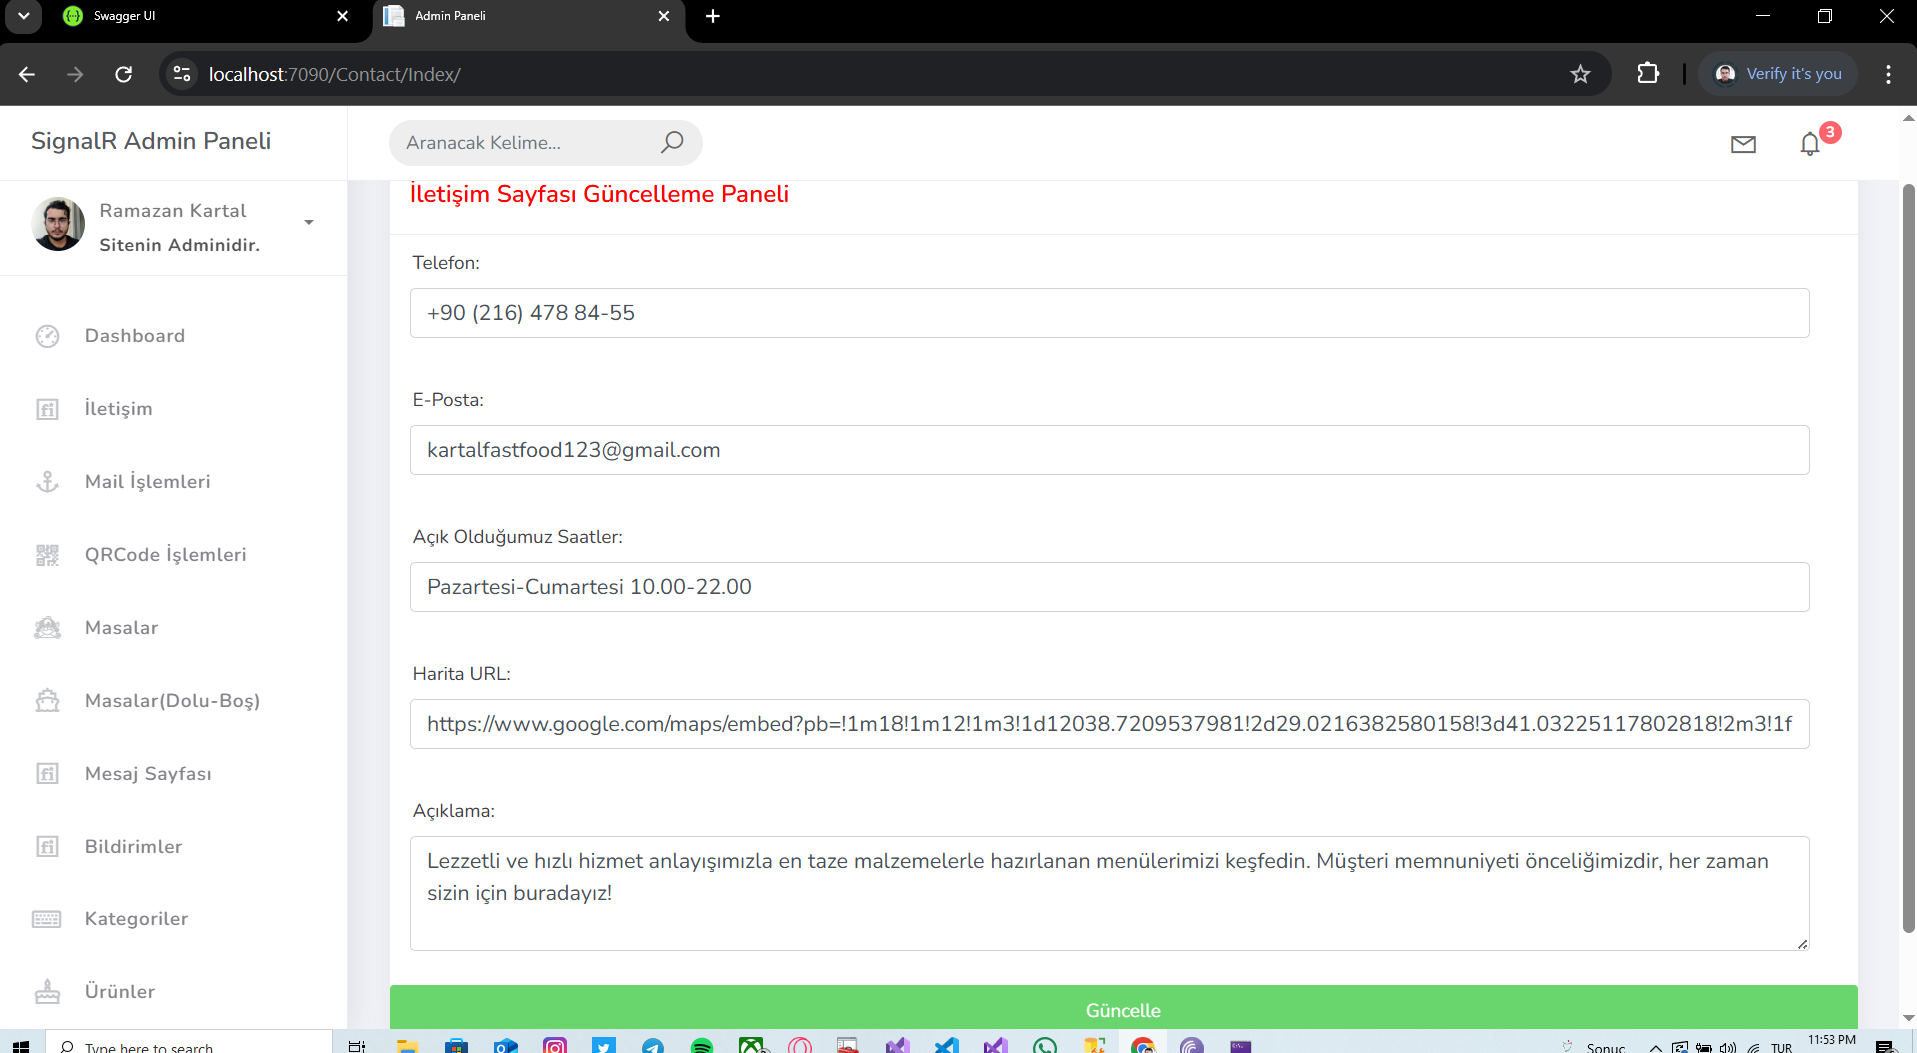 Swagger UI
Admin Paneli
localhost:7090/Contact/Index/
Verify it's you
SignalR Admin Paneli
Aranacak Kelime...
3
Ramazan Kartal
Sitenin Adminidir.
Dashboard
İletişim
Mail İşlemleri
QRCode İşlemleri
Masalar
Masalar(Dolu-Boş)
Mesaj Sayfası
Bildirimler
Kategoriler
Ürünler
İletişim Sayfası Güncelleme Paneli
Telefon:
+90 (216) 478 84-55
E-Posta:
kartalfastfood123@gmail.com
Açık Olduğumuz Saatler:
Pazartesi-Cumartesi 10.00-22.00
Harita URL:
https://www.google.com/maps/embed?pb=!1m18!1m12!1m3!1d12038.7209537981!2d29.0216382580158!3d41.03225117802818!2m3!1f
Açıklama:
Lezzetli ve hızlı hizmet anlayışımızla en taze malzemelerle hazırlanan menülerimizi keşfedin. Müşteri memnuniyeti önceliğimizdir, her zaman
sizin için buradayız!
Güncelle
Type here to search
Sonuç
TUR
11:53 PM